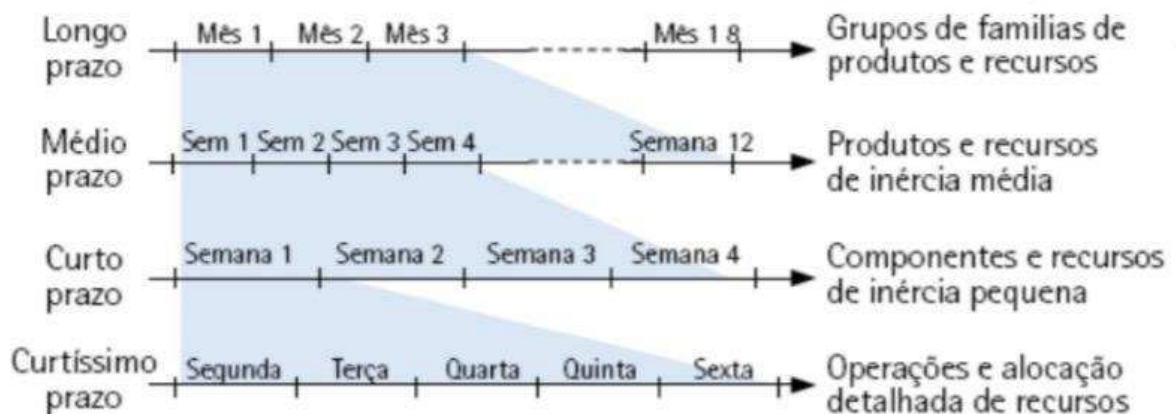 Longo prazo
Mês 1 Mês 2 Mês 3 Mês 18
Grupos de familias de
produtos e recursos
Médio prazo
Sem 1 Sem 2 Sem 3 Sem 4 Semana 12
Produtos e recursos
de inércia média
Curto prazo
Semana 1 Semana 2 Semana 3 Semana 4
Componentes e recursos
de inércia pequena
Curtíssimo prazo
Segunda Terça Quarta Quinta Sexta
Operações e alocação
detalhada de recursos